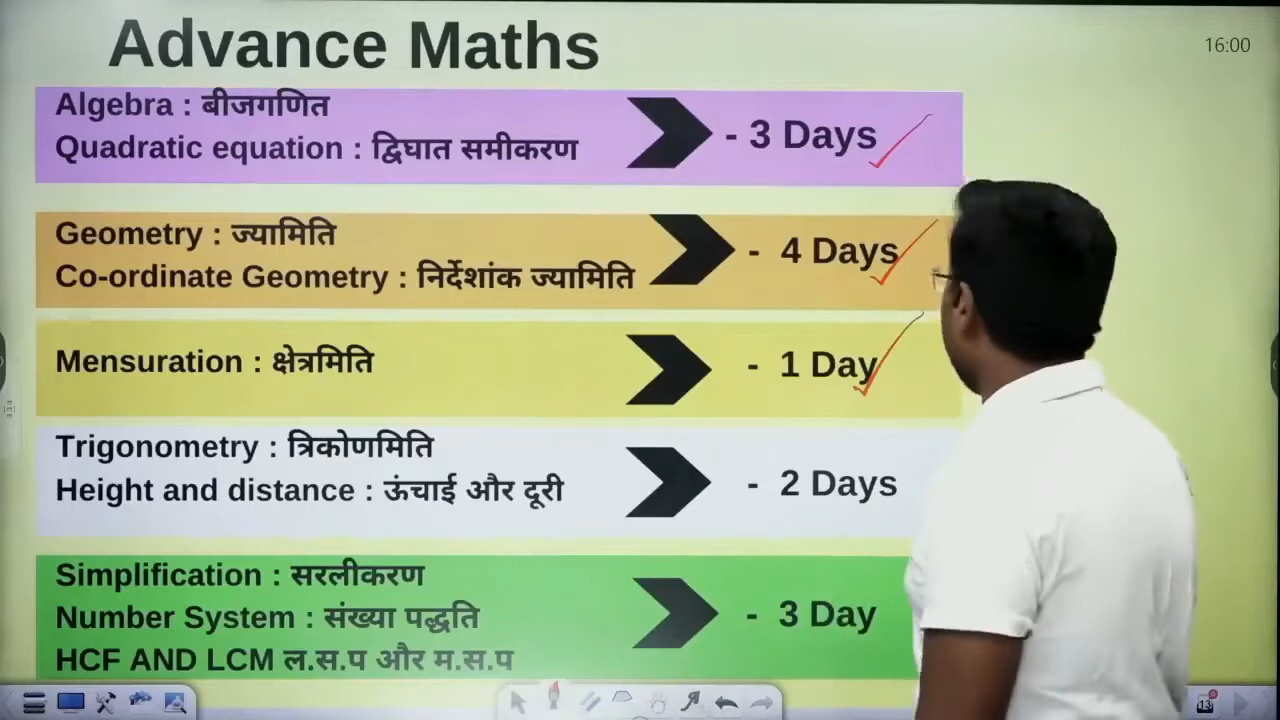 Advance Maths
16:00
Algebra : बीजगणित
Quadratic equation : द्विघात समीकरण
- 3 Days
Geometry : ज्यामिति
Co-ordinate Geometry : निर्देशांक ज्यामिति
- 4 Days
Mensuration : क्षेत्रमिति
- 1 Day
Trigonometry : त्रिकोणमिति
Height and distance : ऊंचाई और दूरी
- 2 Days
Simplification : सरलीकरण
Number System : संख्या पद्धति
HCF AND LCM ल.स.प और म.स.प
- 3 Day
13